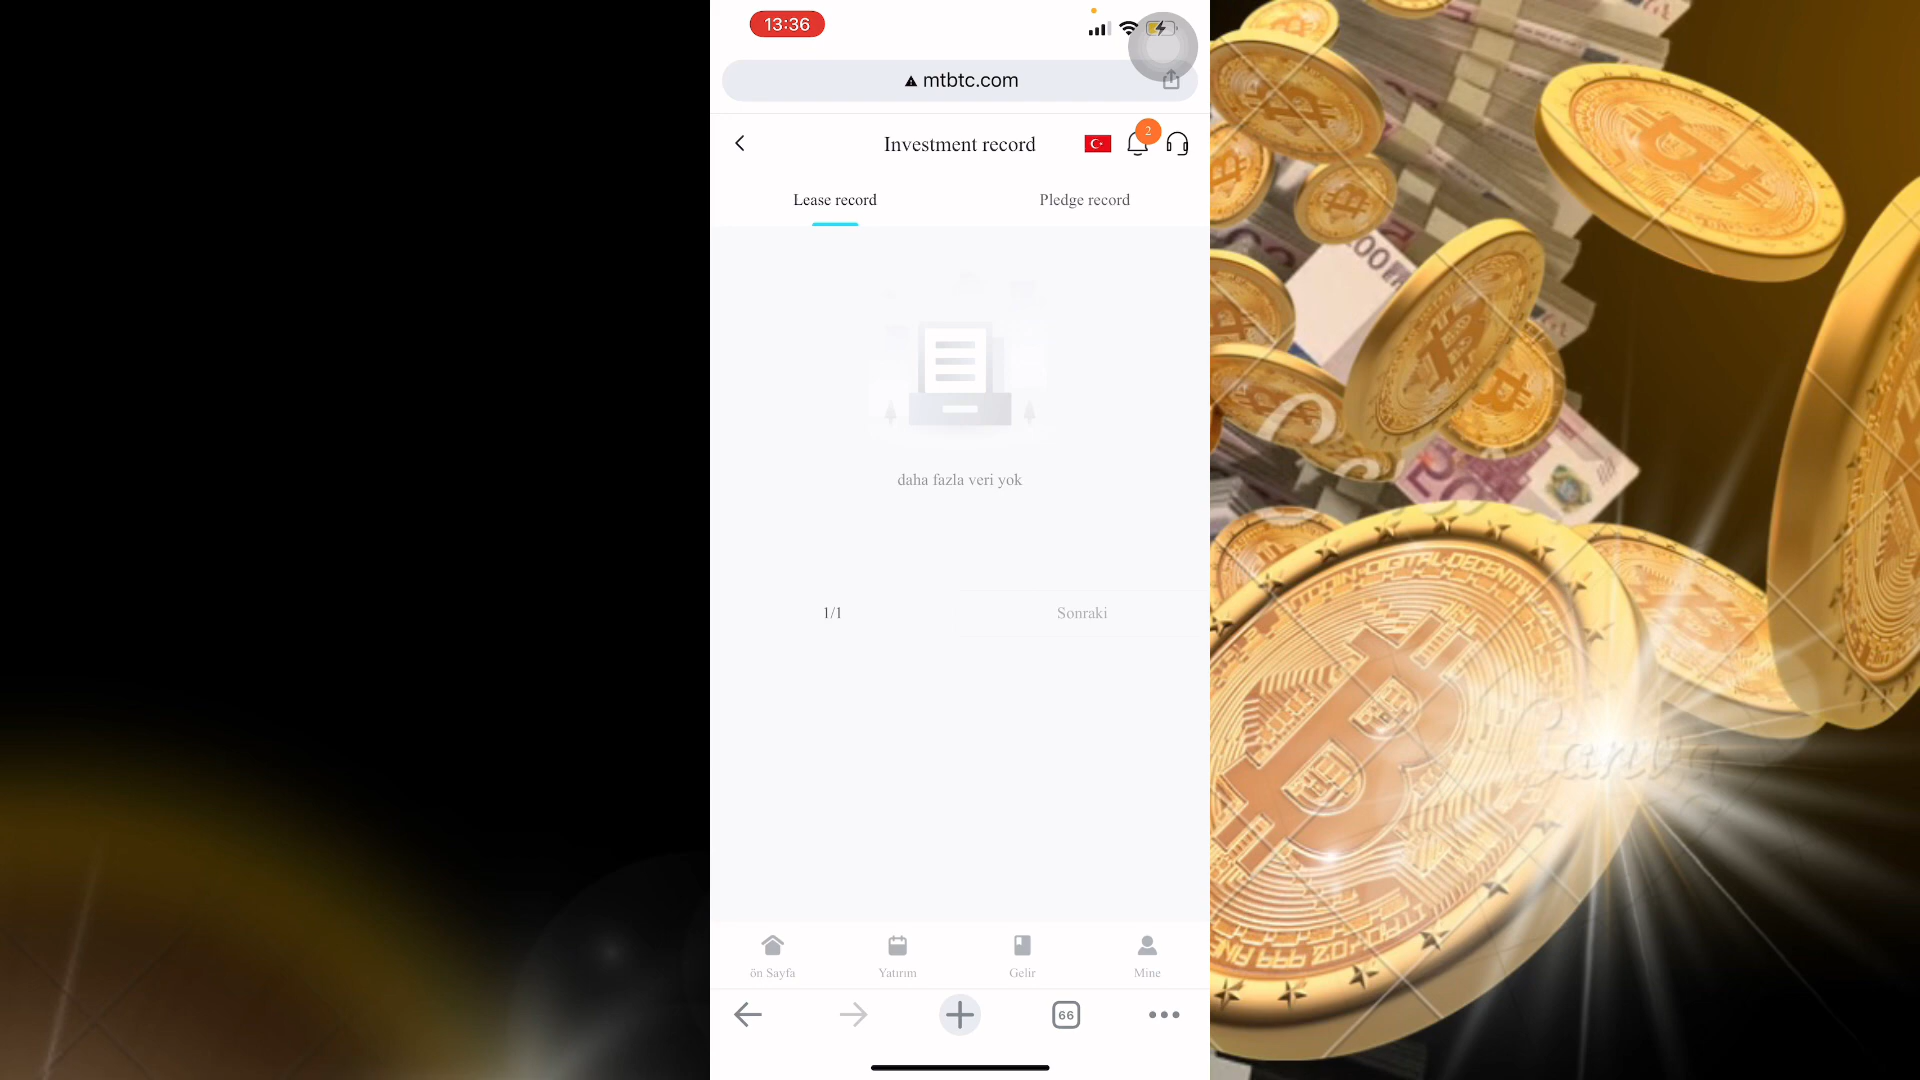 13:36
mtbtc.com
Investment record
2
Lease record
Pledge record
daha fazla veri yok
1/1
Sonraki
ön Sayfa
Yatırım
Gelir
Mine
66
Canva